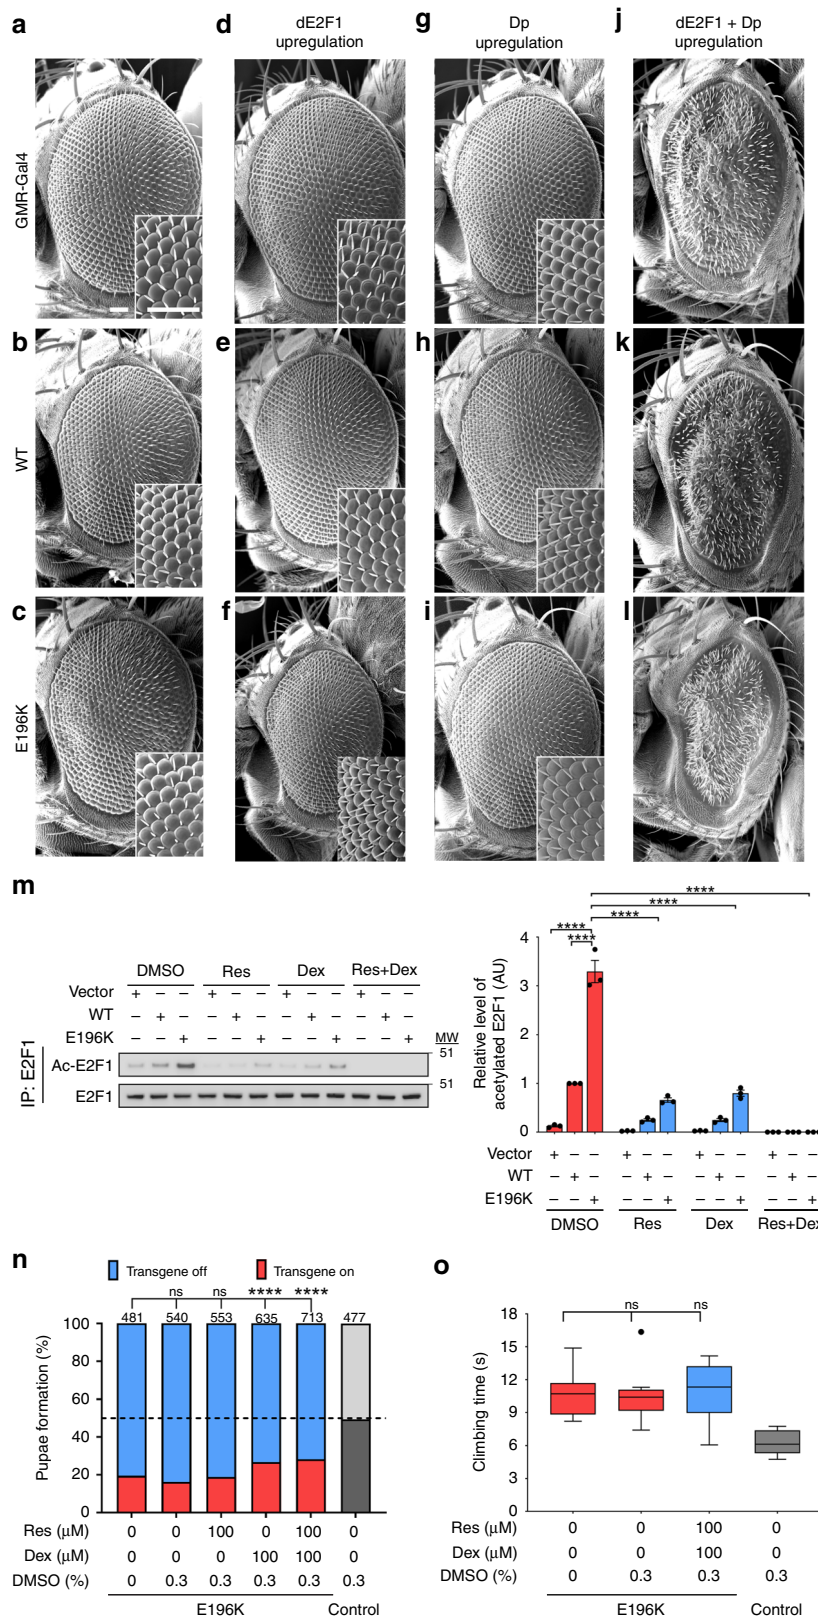 a
d
g
j
dE2F1
upregulation
Dp
upregulation
dE2F1 + Dp
upregulation
GMR-Gal4
b
e
h
k
WT
c
f
i
l
E196K
m
DMSO Res Dex Res+Dex
Vector + – – + – – + – – + – –
WT – + – – + – – + – – + –
E196K – – + – – + – – + – – +
MW
IP: E2F1
Ac-E2F1
51
E2F1
51
****
****
****
****
****
Relative level of
acetylated E2F1 (AU)
4
3
2
1
0
Vector + – – + – – + – – + – –
WT – + – – + – – + – – + –
E196K – – + – – + – – + – – +
DMSO Res Dex Res+Dex
n
Transgene off
Transgene on
ns ns **** ****
481 540 553 635 713 477
Pupae formation (%)
100
80
60
40
20
0
Res (μM) 0 0 100 0 100 0
Dex (μM) 0 0 0 100 100 0
DMSO (%) 0 0.3 0.3 0.3 0.3 0.3
E196K Control
o
ns ns
Climbing time (s)
18
15
12
9
6
3
0
Res (μM) 0 0 100 0
Dex (μM) 0 0 100 0
DMSO (%) 0 0.3 0.3 0.3
E196K Control